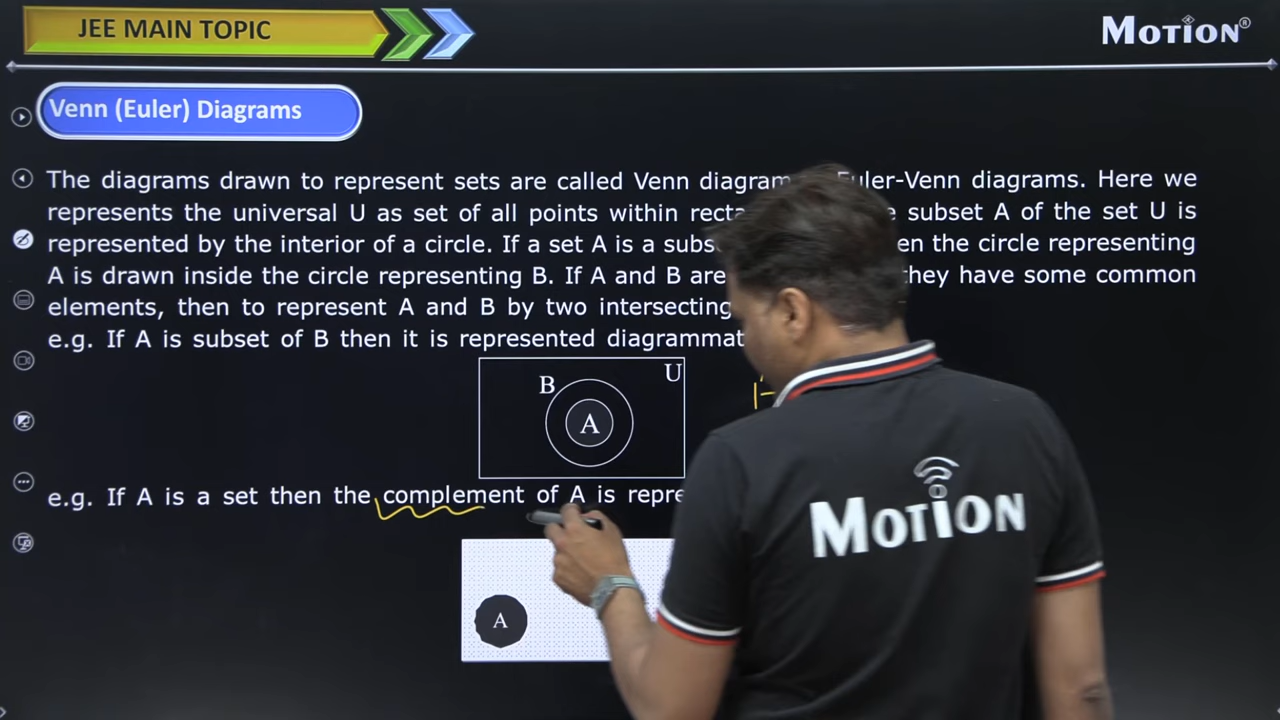 JEE MAIN TOPIC
MOTION®
Venn (Euler) Diagrams
The diagrams drawn to represent sets are called Venn Euler-Venn diagrams. Here we
represents the universal U as set of all points within subset A of the set U is
represented by the interior of a circle. If a set A is a the circle representing
A is drawn inside the circle representing B. If A and B are they have some common
elements, then to represent A and B by two intersecting
e.g. If A is subset of B then it is represented
B
U
A
e.g. If A is a set then the complement of A is
MOTION
A